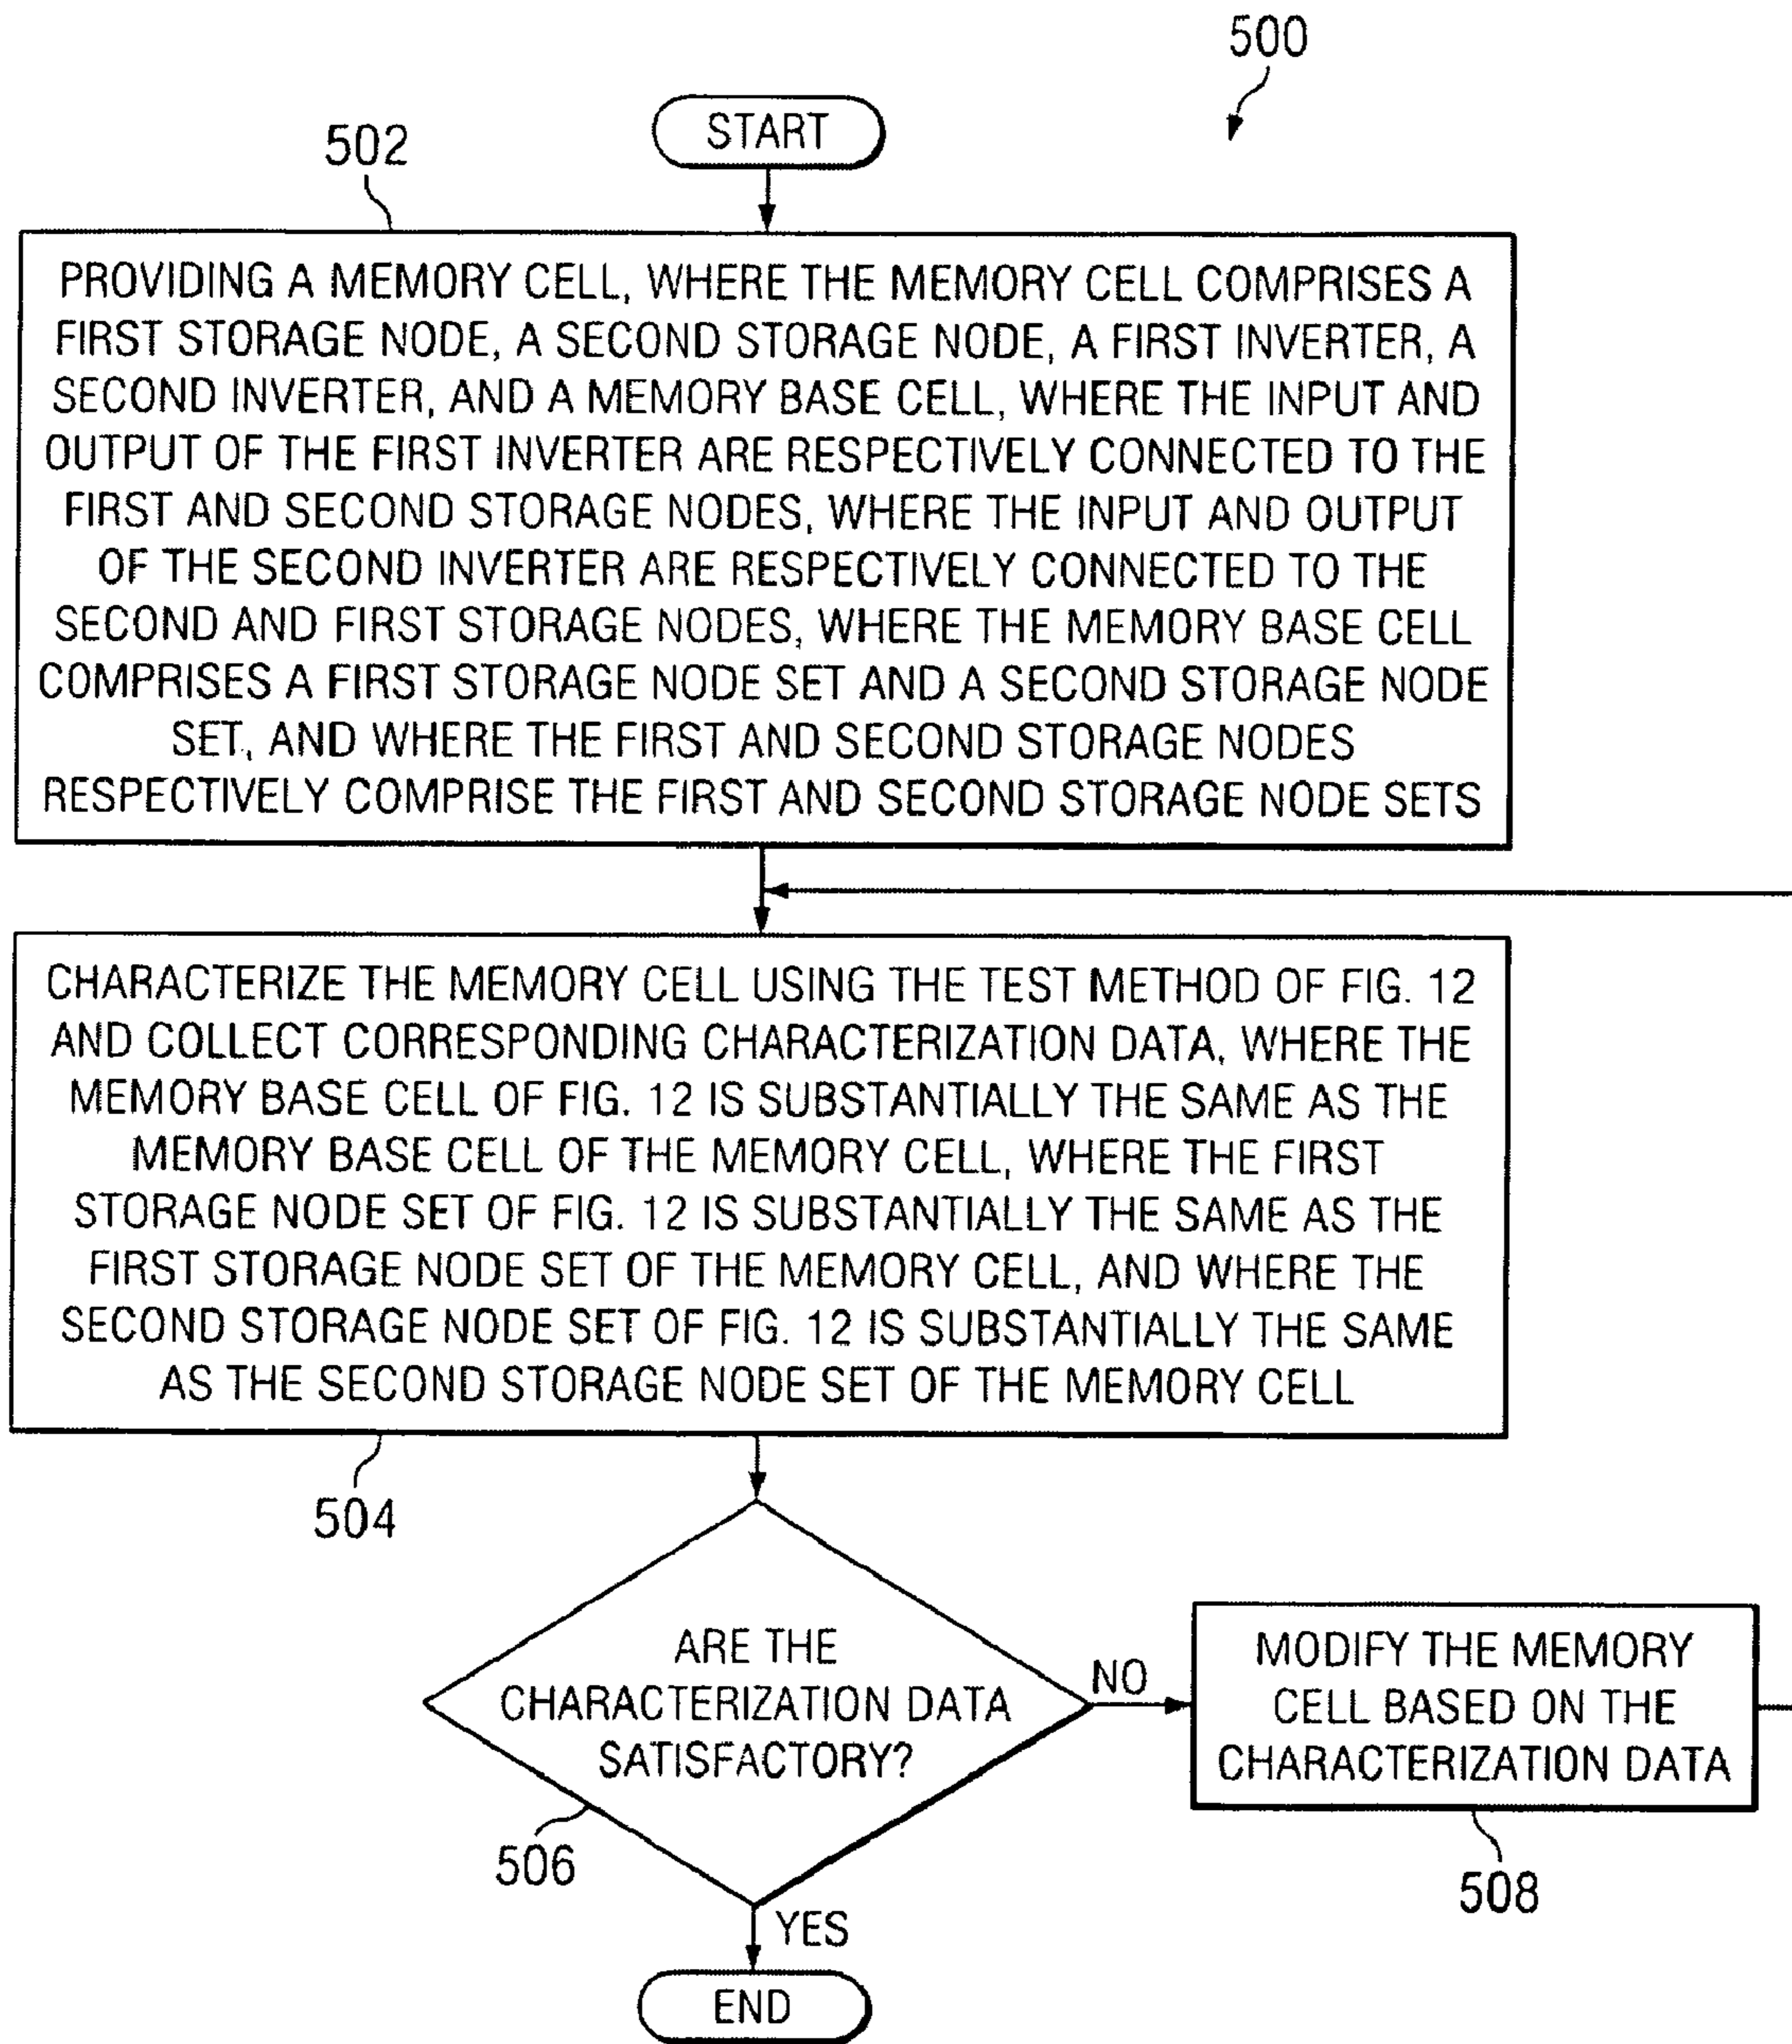 500
START
502
PROVIDING A MEMORY CELL, WHERE THE MEMORY CELL COMPRISES A
FIRST STORAGE NODE, A SECOND STORAGE NODE, A FIRST INVERTER, A
SECOND INVERTER, AND A MEMORY BASE CELL, WHERE THE INPUT AND
OUTPUT OF THE FIRST INVERTER ARE RESPECTIVELY CONNECTED TO THE
FIRST AND SECOND STORAGE NODES, WHERE THE INPUT AND OUTPUT
OF THE SECOND INVERTER ARE RESPECTIVELY CONNECTED TO THE
SECOND AND FIRST STORAGE NODES, WHERE THE MEMORY BASE CELL
COMPRISES A FIRST STORAGE NODE SET AND A SECOND STORAGE NODE
SET, AND WHERE THE FIRST AND SECOND STORAGE NODES
RESPECTIVELY COMPRISE THE FIRST AND SECOND STORAGE NODE SETS
CHARACTERIZE THE MEMORY CELL USING THE TEST METHOD OF FIG. 12
AND COLLECT CORRESPONDING CHARACTERIZATION DATA, WHERE THE
MEMORY BASE CELL OF FIG. 12 IS SUBSTANTIALLY THE SAME AS THE
MEMORY BASE CELL OF THE MEMORY CELL, WHERE THE FIRST
STORAGE NODE SET OF FIG. 12 IS SUBSTANTIALLY THE SAME AS THE
FIRST STORAGE NODE SET OF THE MEMORY CELL, AND WHERE THE
SECOND STORAGE NODE SET OF FIG. 12 IS SUBSTANTIALLY THE SAME
AS THE SECOND STORAGE NODE SET OF THE MEMORY CELL
504
ARE THE
CHARACTERIZATION DATA
SATISFACTORY?
506
NO
MODIFY THE MEMORY
CELL BASED ON THE
CHARACTERIZATION DATA
508
YES
END